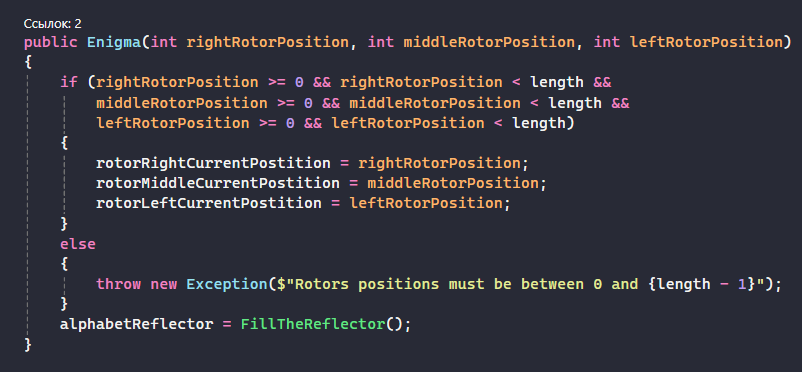 Ссылок: 2
public Enigma(int rightRotorPosition, int middleRotorPosition, int leftRotorPosition)
{
    if (rightRotorPosition >= 0 && rightRotorPosition < length &&
        middleRotorPosition >= 0 && middleRotorPosition < length &&
        leftRotorPosition >= 0 && leftRotorPosition < length)
    {
        rotorRightCurrentPostition = rightRotorPosition;
        rotorMiddleCurrentPostition = middleRotorPosition;
        rotorLeftCurrentPostition = leftRotorPosition;
    }
    else
    {
        throw new Exception($"Rotors positions must be between 0 and {length - 1}");
    }
    alphabetReflector = FillTheReflector();
}